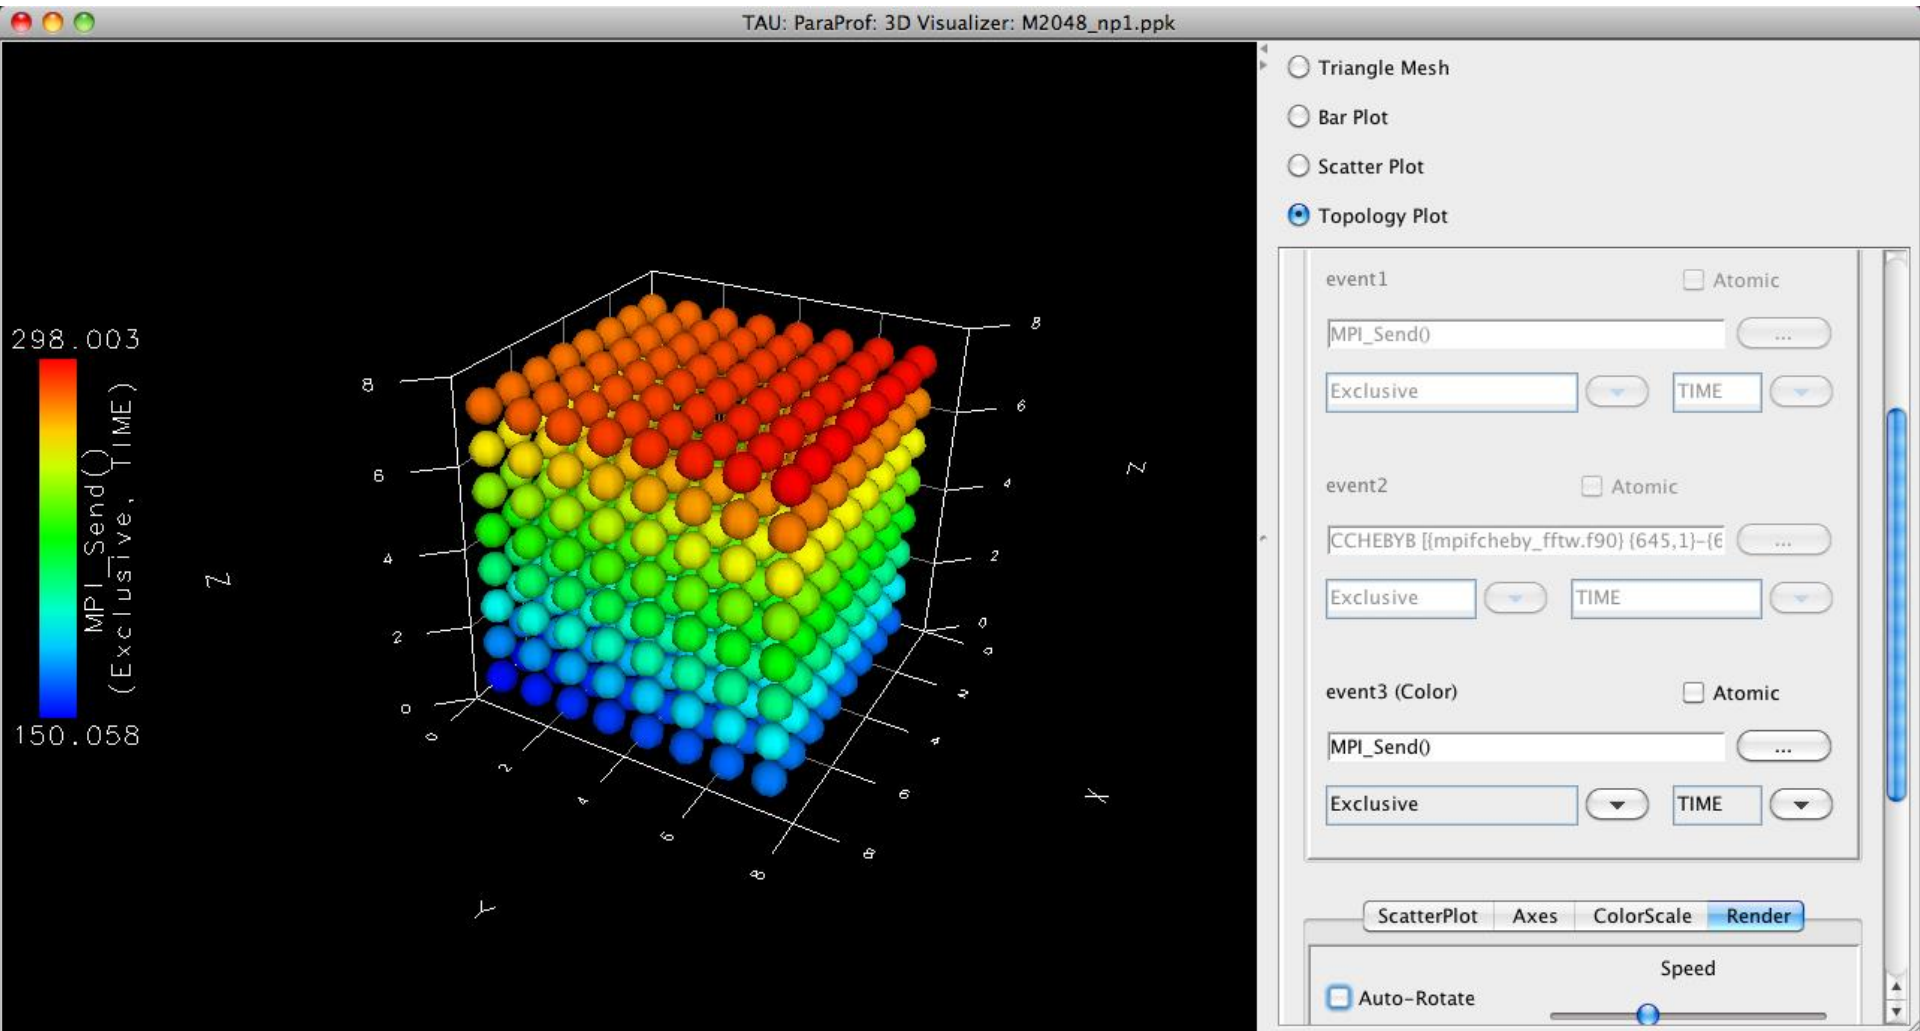 TAU: ParaProf: 3D Visualizer: M2048_np1.ppk
298.003
MPI_Send()
(Exclusive, TIME)
150.058
8
6
4
2
0
Z
8
6
4
2
0
Z
0
2
4
6
8
Y
0
2
4
6
8
X
Triangle Mesh
Bar Plot
Scatter Plot
Topology Plot
event1 Atomic
MPI_Send() ...
Exclusive TIME
event2 Atomic
CCHEBYB [{mpifcheby_fftw.f90} {645,1}-{6 ...
Exclusive TIME
event3 (Color) Atomic
MPI_Send() ...
Exclusive TIME
ScatterPlot Axes ColorScale Render
Speed
Auto-Rotate